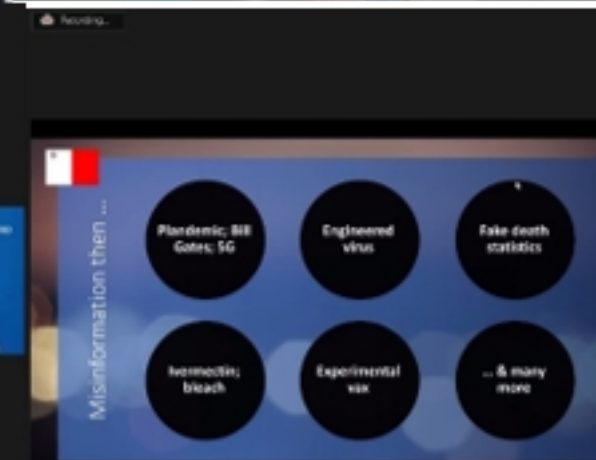 Recording...
Misinformation then ...
Plandemic; Bill
Gates; 5G
Engineered
virus
Fake death
statistics
Ivermectin;
bleach
Experimental
vax
... & many
more